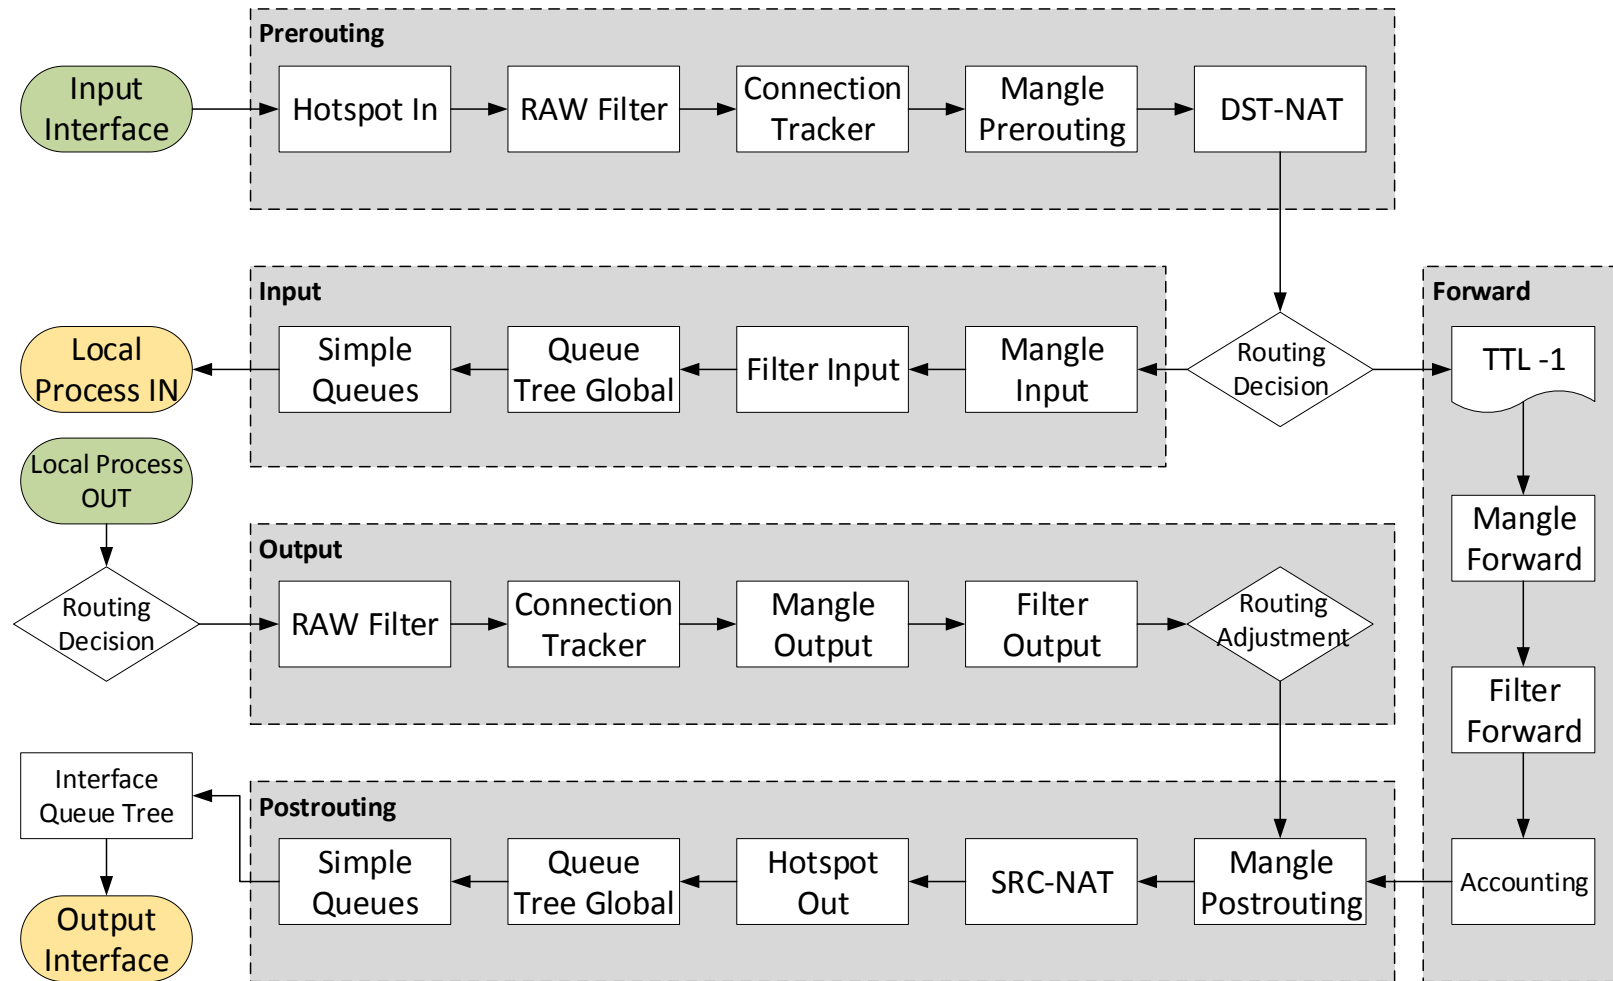 Prerouting
Input
Interface
Hotspot In
RAW Filter
Connection
Tracker
Mangle
Prerouting
DST-NAT
Input
Local
Process IN
Simple
Queues
Queue
Tree Global
Filter Input
Mangle
Input
Routing
Decision
Forward
TTL -1
Mangle
Forward
Filter
Forward
Accounting
Local Process
OUT
Routing
Decision
Output
RAW Filter
Connection
Tracker
Mangle
Output
Filter
Output
Routing
Adjustment
Postrouting
Interface
Queue Tree
Simple
Queues
Queue
Tree Global
Hotspot
Out
SRC-NAT
Mangle
Postrouting
Output
Interface